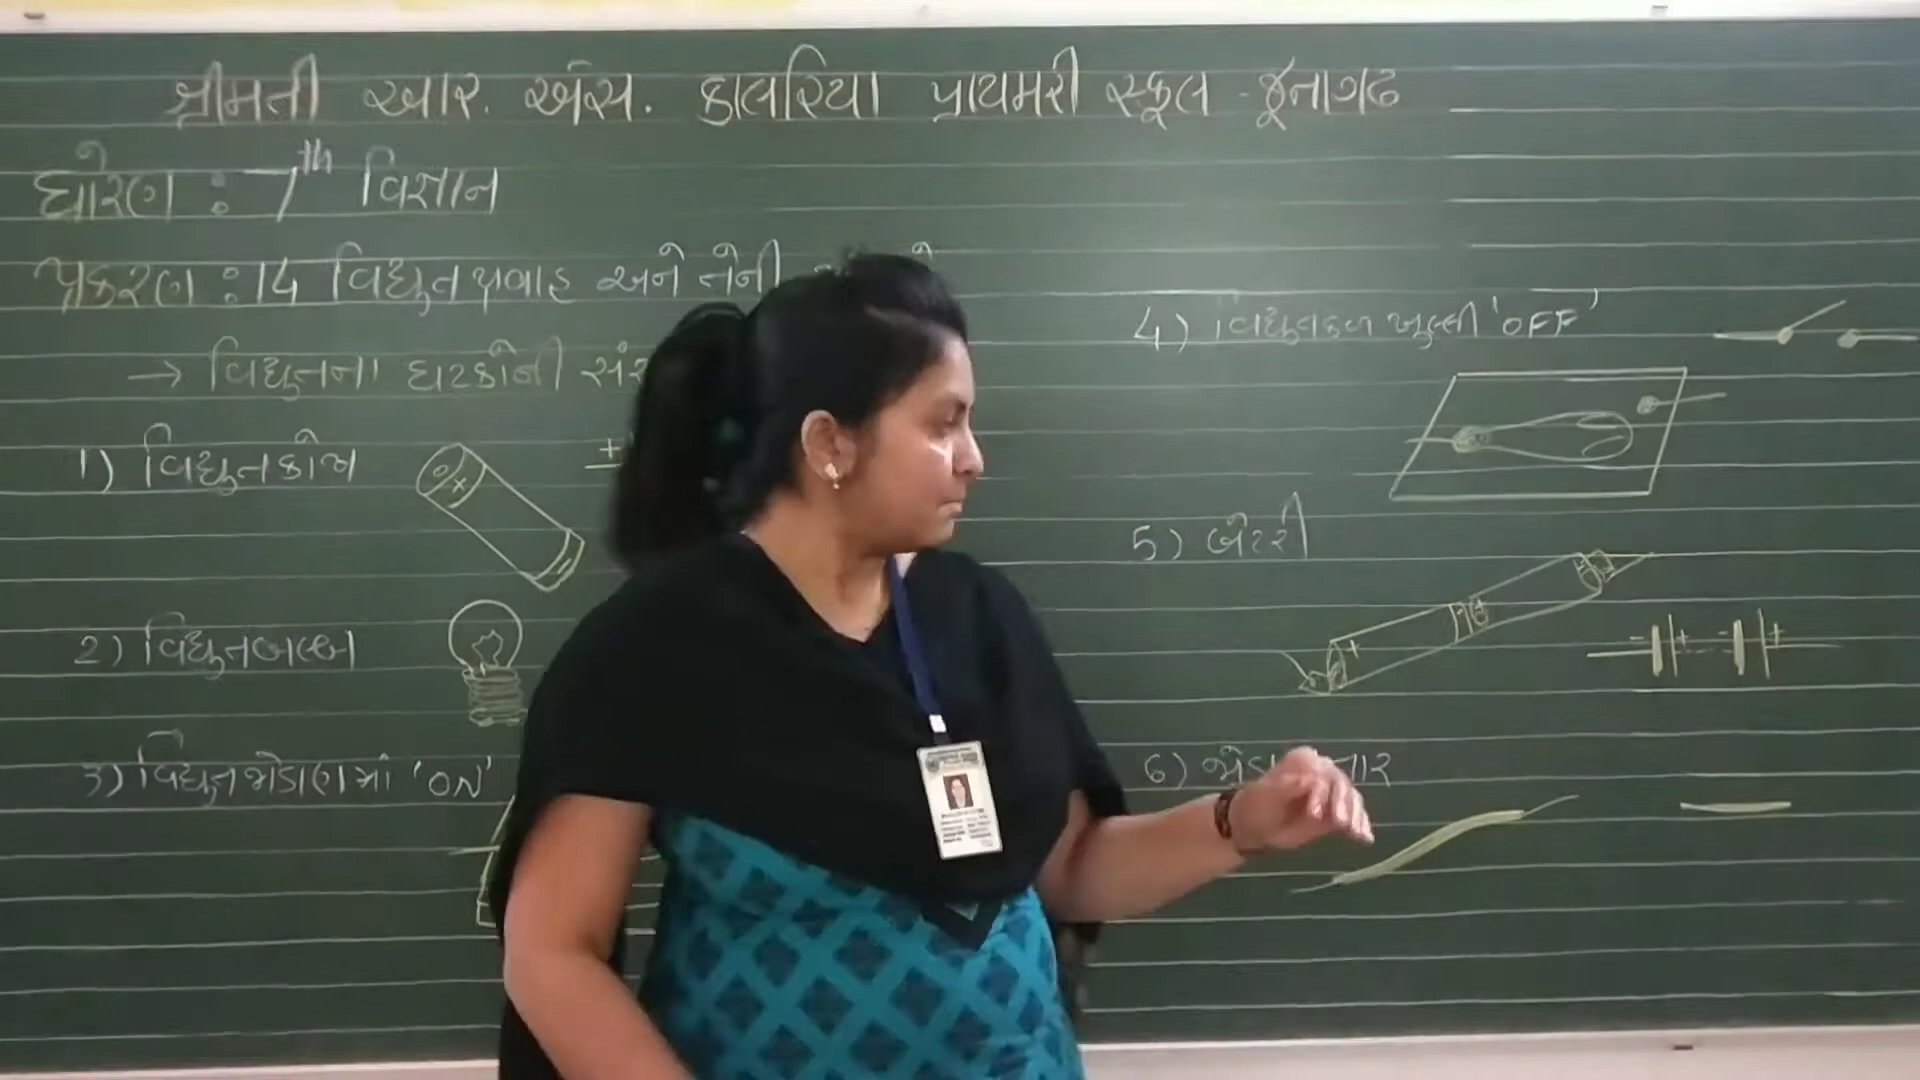 શ્રીમતી આર. એસ. કાલરિયા પ્રાયમરી સ્કૂલ - જૂનાગઢ
ધોરણ : 7th વિજ્ઞાન
પ્રકરણ : 14 વિદ્યુતપ્રવાહ અને તેની
→ વિદ્યુતના ઘટકોની
1) વિદ્યુતકોષ
2) વિદ્યુતબલ્બ
3) વિદ્યુતજોડાણમાં 'ON'
4) વિદ્યુતકળ ખુલ્લી 'OFF'
5) બેટરી
6)